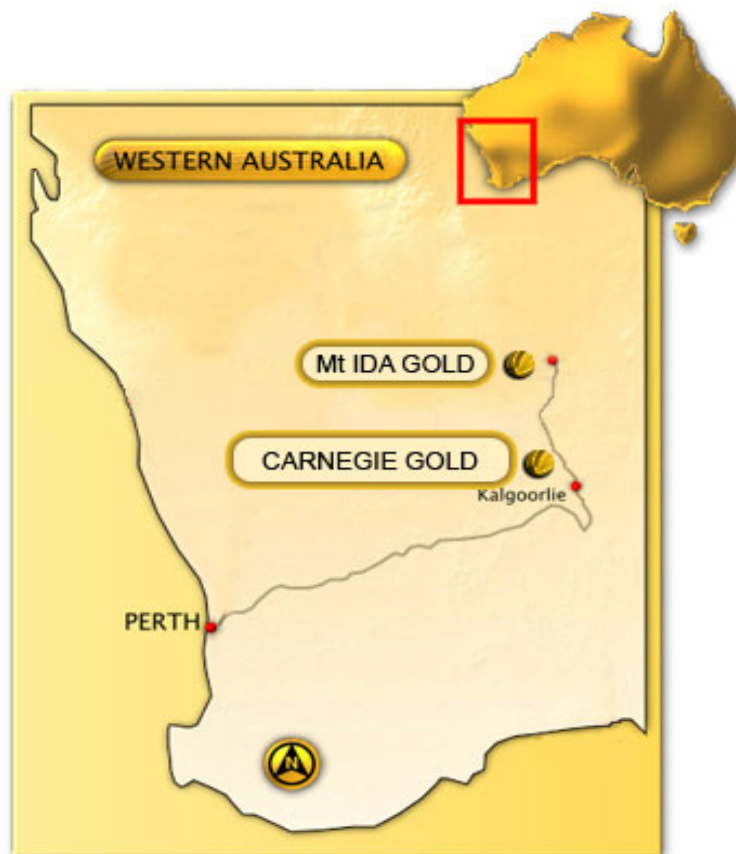 WESTERN AUSTRALIA
Mt IDA GOLD
CARNEGIE GOLD
Kalgoorlie
PERTH
N